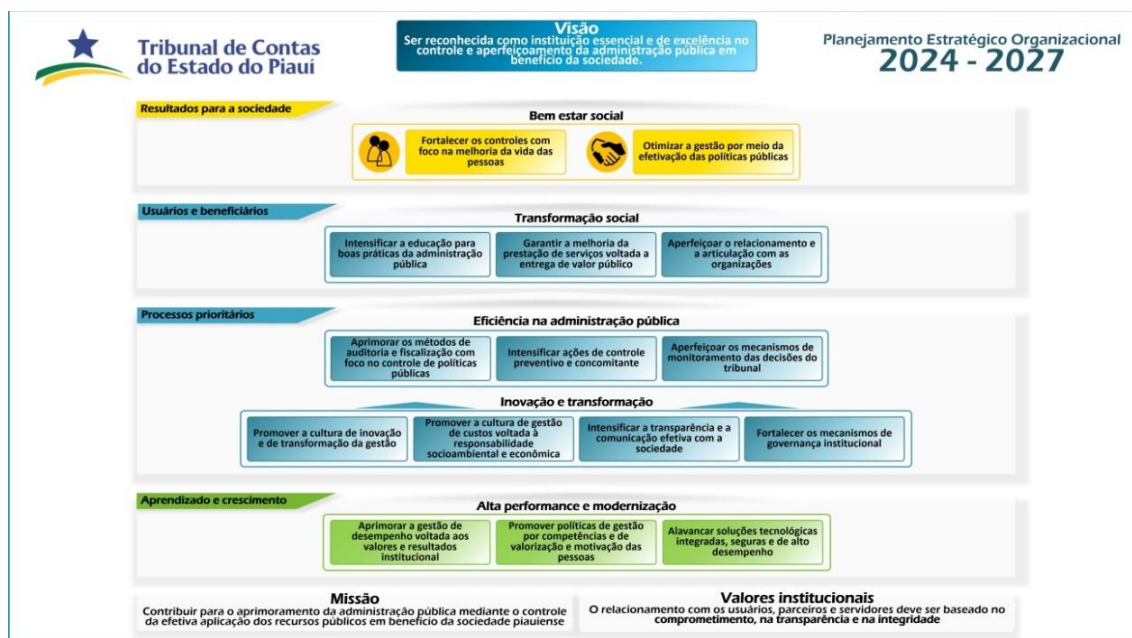 Tribunal de Contas
do Estado do Piauí
Visão
Ser reconhecida como instituição essencial e de excelência no
controle e aperfeiçoamento da administração pública em
benefício da sociedade.
Planejamento Estratégico Organizacional
2024 - 2027
Resultados para a sociedade
Bem estar social
Fortalecer os controles com
foco na melhoria da vida das
pessoas
Otimizar a gestão por meio da
efetivação das políticas públicas
Usuários e beneficiários
Transformação social
Intensificar a educação para
boas práticas da administração
pública
Garantir a melhoria da
prestação de serviços voltada a
entrega de valor público
Aperfeiçoar o relacionamento e
a articulação com as
organizações
Processos prioritários
Eficiência na administração pública
Aprimorar os métodos de
auditoria e fiscalização com
foco no controle de políticas
públicas
Intensificar ações de controle
preventivo e concomitante
Aperfeiçoar os mecanismos de
monitoramento das decisões do
tribunal
Inovação e transformação
Promover a cultura de inovação
e de transformação da gestão
Promover a cultura de gestão
de custos voltada à
responsabilidade
socioambiental e econômica
Intensificar a transparência e a
comunicação efetiva com a
sociedade
Fortalecer os mecanismos de
governança institucional
Aprendizado e crescimento
Alta performance e modernização
Aprimorar a gestão de
desempenho voltada aos
valores e resultados
institucional
Promover políticas de gestão
por competências e de
valorização e motivação das
pessoas
Alavancar soluções tecnológicas
integradas, seguras e de alto
desempenho
Missão
Contribuir para o aprimoramento da administração pública mediante o controle
da efetiva aplicação dos recursos públicos em benefício da sociedade piauiense
Valores institucionais
O relacionamento com os usuários, parceiros e servidores deve ser baseado no
comprometimento, na transparência e na integridade